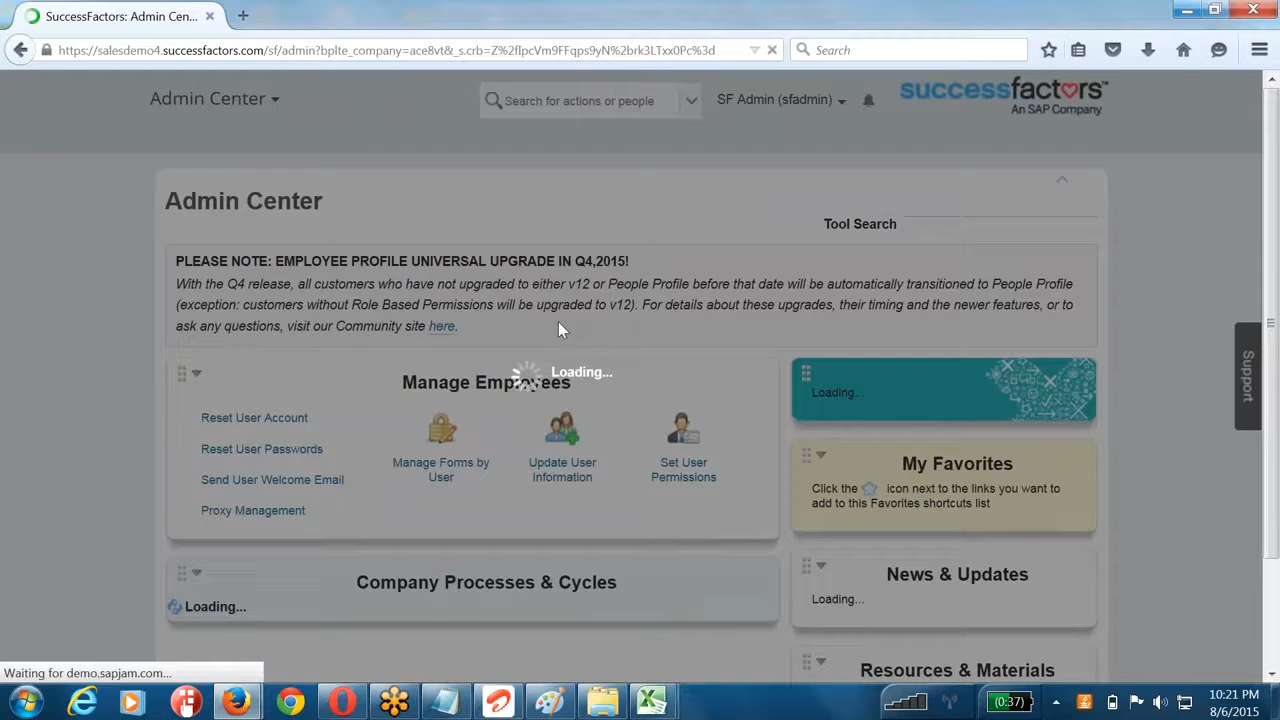 SuccessFactors: Admin Cen...
https://salesdemo4.successfactors.com/sf/admin?bplte_company=ace8vt&_s.crb=Z%2flpcVm9FFqps9yN%2brk3LTxx0Pc%3d
Search
Admin Center
Search for actions or people
SF Admin (sfadmin)
successfactors™
An SAP Company
Admin Center
Tool Search
PLEASE NOTE: EMPLOYEE PROFILE UNIVERSAL UPGRADE IN Q4,2015!
With the Q4 release, all customers who have not upgraded to either v12 or People Profile before that date will be automatically transitioned to People Profile
(exception: customers without Role Based Permissions will be upgraded to v12). For details about these upgrades, their timing and the newer features, or to
ask any questions, visit our Community site here.
Loading...
Manage Employees
Reset User Account
Reset User Passwords
Send User Welcome Email
Proxy Management
Manage Forms by
User
Update User
Information
Set User
Permissions
Loading...
My Favorites
Click the icon next to the links you want to
add to this Favorites shortcuts list
Company Processes & Cycles
Loading...
News & Updates
Loading...
Resources & Materials
Support
Waiting for demo.sapjam.com...
(0:37)
10:21 PM
8/6/2015